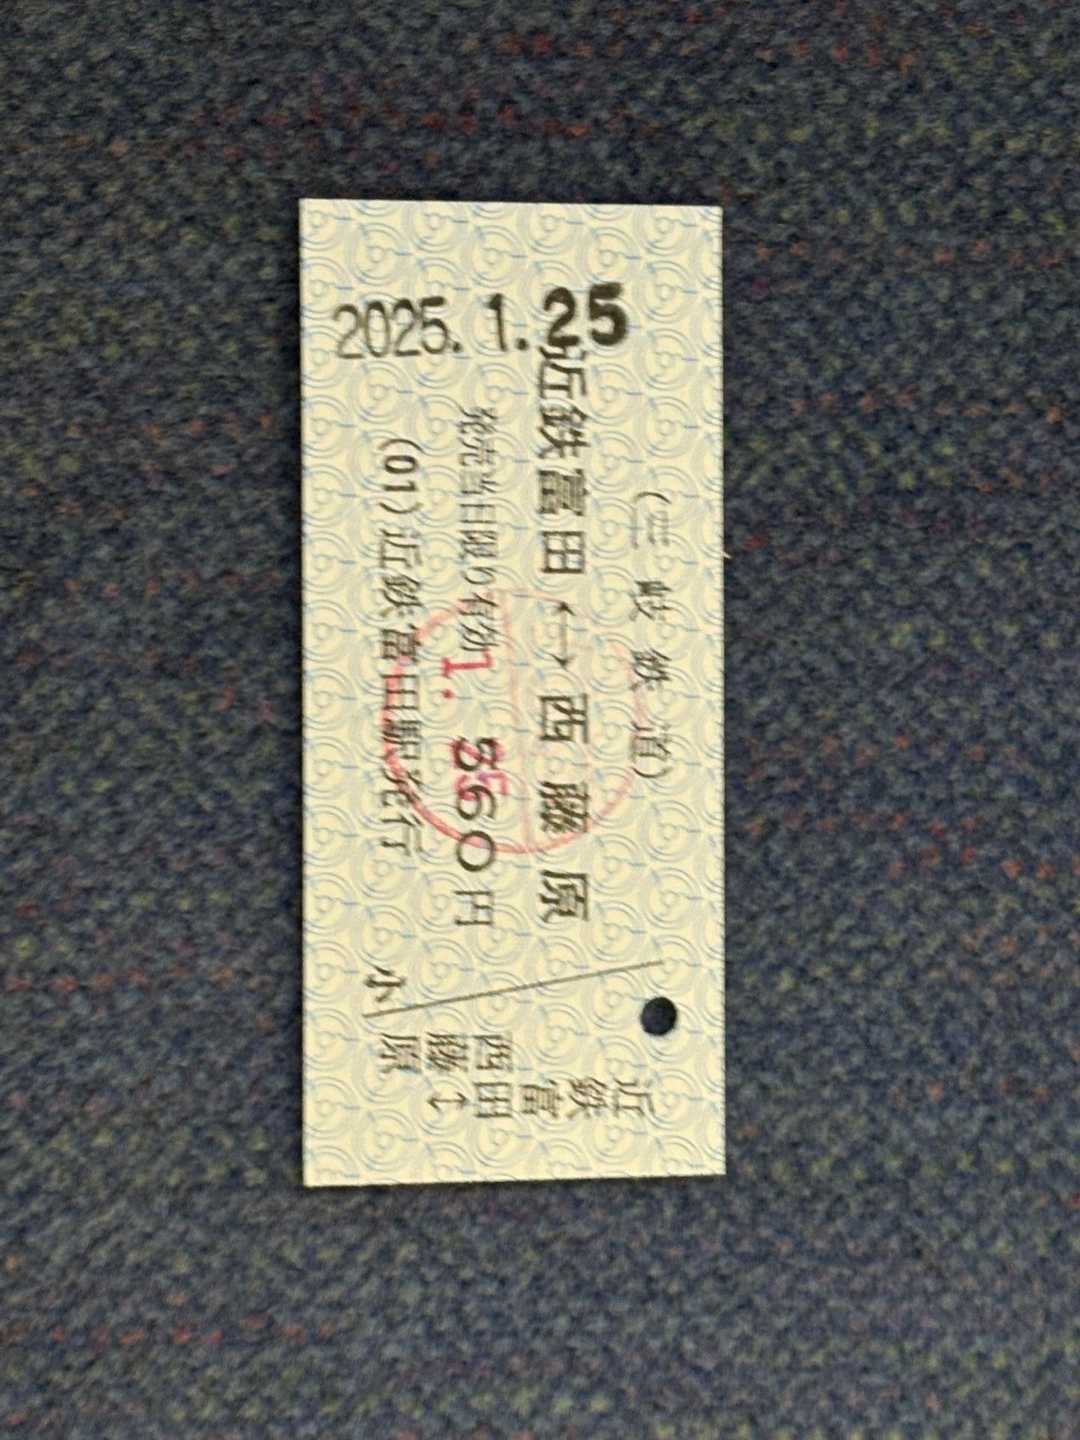 2025.1.25
(三岐鉄道)
近鉄富田 ←→ 西藤原
発売当日限り有効 560円
(01)近鉄富田駅発行
小
近鉄富田↕
西藤原